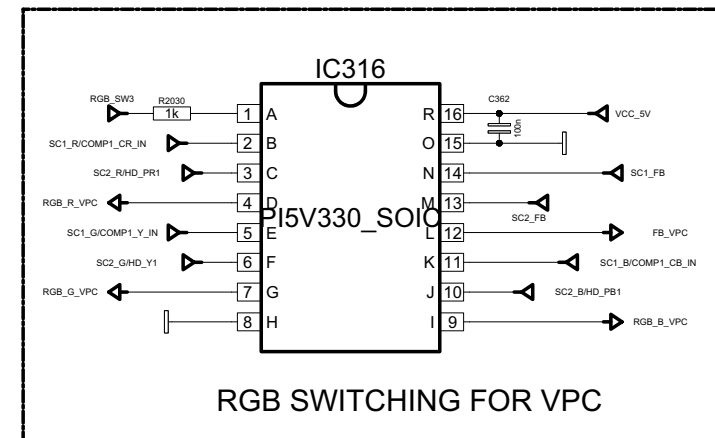 IC316
RGB_SW3
R2030
1k
1
A
R
16
C362
100n
VCC_5V
SC1_R/COMP1_CR_IN
2
B
O
15
SC2_R/HD_PR1
3
C
N
14
SC1_FB
RGB_R_VPC
4
D
M
13
SC2_FB
PI5V330_SOIC
SC1_G/COMP1_Y_IN
5
E
L
12
FB_VPC
SC2_G/HD_Y1
6
F
K
11
SC1_B/COMP1_CB_IN
RGB_G_VPC
7
G
J
10
SC2_B/HD_PB1
8
H
I
9
RGB_B_VPC
RGB SWITCHING FOR VPC